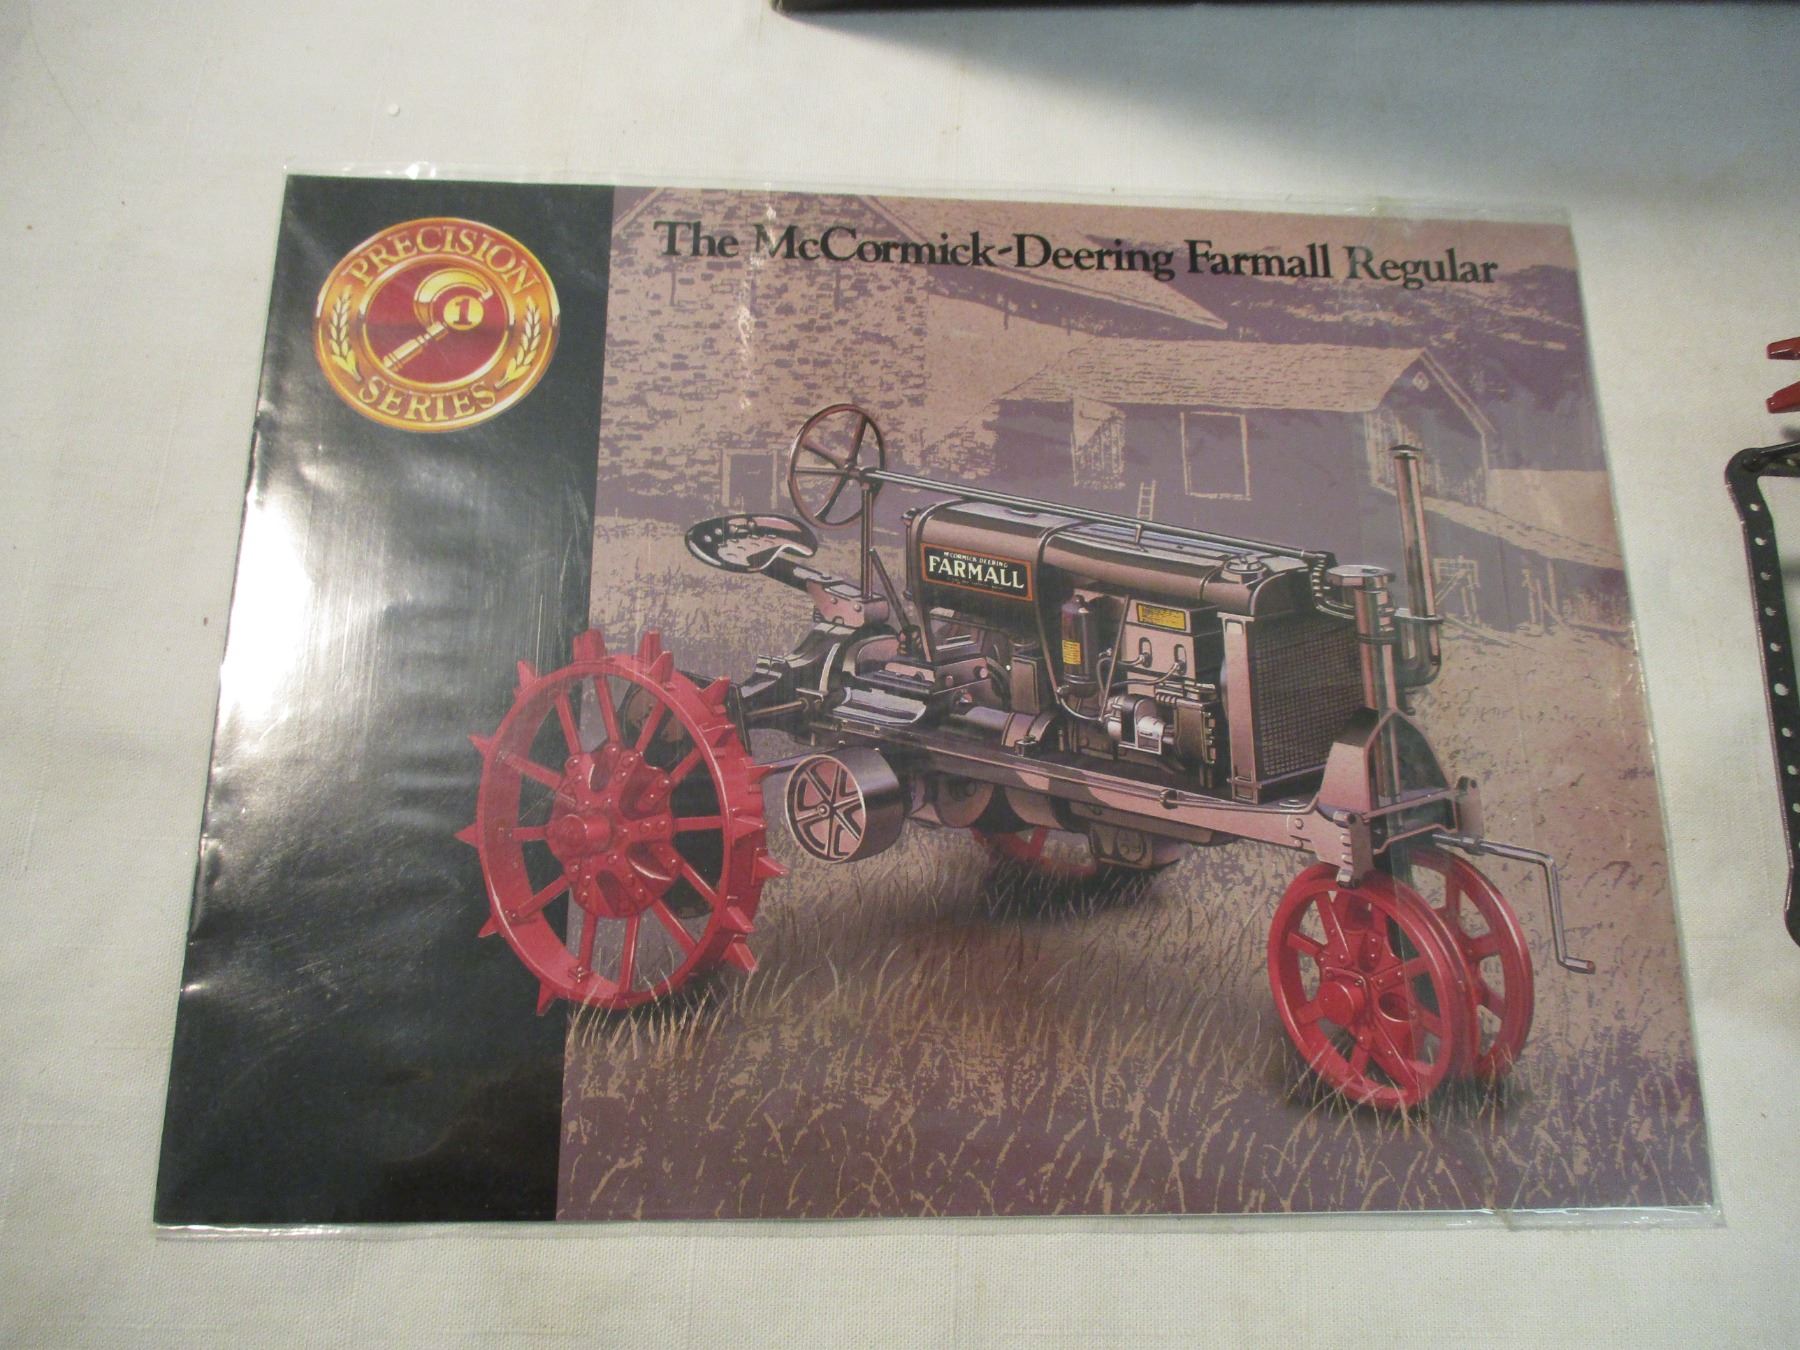 The McCormick-Deering Farmall Regular
PRECISION
1
SERIES
McCORMICK-DEERING
FARMALL